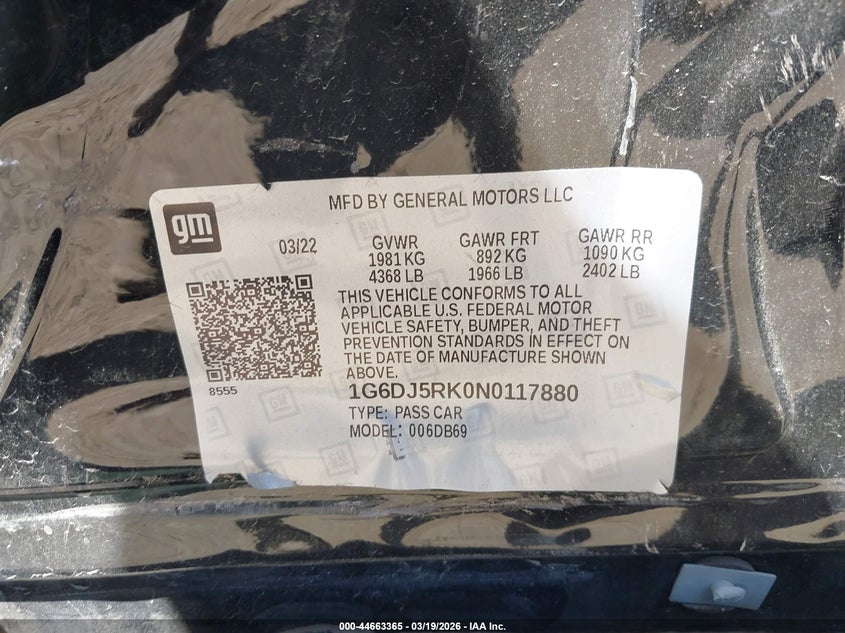 MFD BY GENERAL MOTORS LLC
gm
03/22
GVWR GAWR FRT GAWR RR
1981 KG 892 KG 1090 KG
4368 LB 1966 LB 2402 LB
THIS VEHICLE CONFORMS TO ALL
APPLICABLE U.S. FEDERAL MOTOR
VEHICLE SAFETY, BUMPER, AND THEFT
PREVENTION STANDARDS IN EFFECT ON
THE DATE OF MANUFACTURE SHOWN
ABOVE.
8555
1G6DJ5RK0N0117880
TYPE: PASS CAR
MODEL: 006DB69
000-44663365 - 03/19/2026 - IAA Inc.